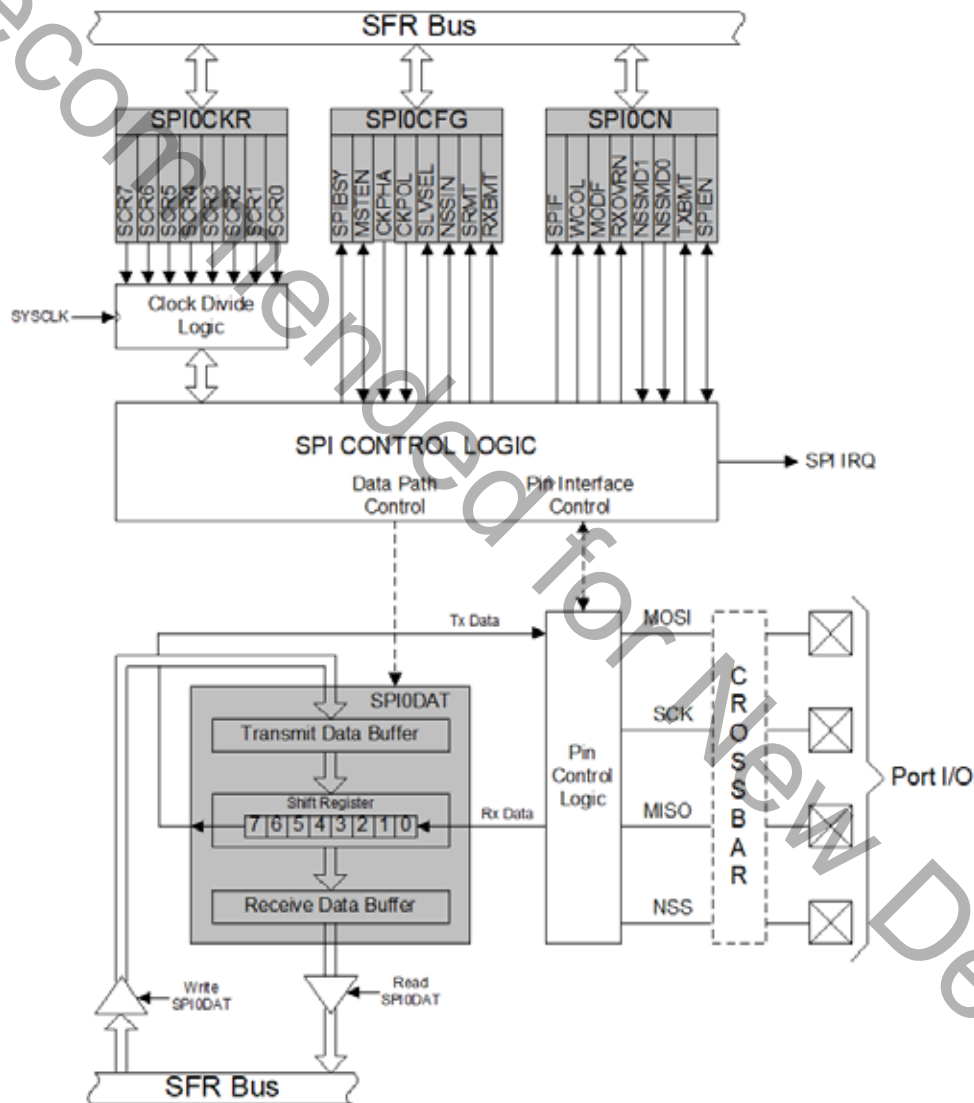 SFR Bus
SPI0CKR
SPI0CFG
SPI0CN
SCR7
SCR6
SCR5
SCR4
SCR3
SCR2
SCR1
SCR0
SPIBSY
MSTEN
CKPHA
CKPOL
SLVSEL
NSSIN
SRMT
RXBMT
SPIF
WCOL
MODF
RXOVRN
NSSMD1
NSSMD0
TXBMT
SPIEN
SYSCLK
Clock Divide
Logic
SPI CONTROL LOGIC
Data Path
Control
Pin Interface
Control
SPI IRQ
Tx Data
SPI0DAT
Transmit Data Buffer
Shift Register
7 6 5 4 3 2 1 0
Rx Data
Receive Data Buffer
Pin
Control
Logic
MOSI
SCK
MISO
NSS
CROSSBAR
Port I/O
Write
SPI0DAT
Read
SPI0DAT
SFR Bus
ecommended for New De